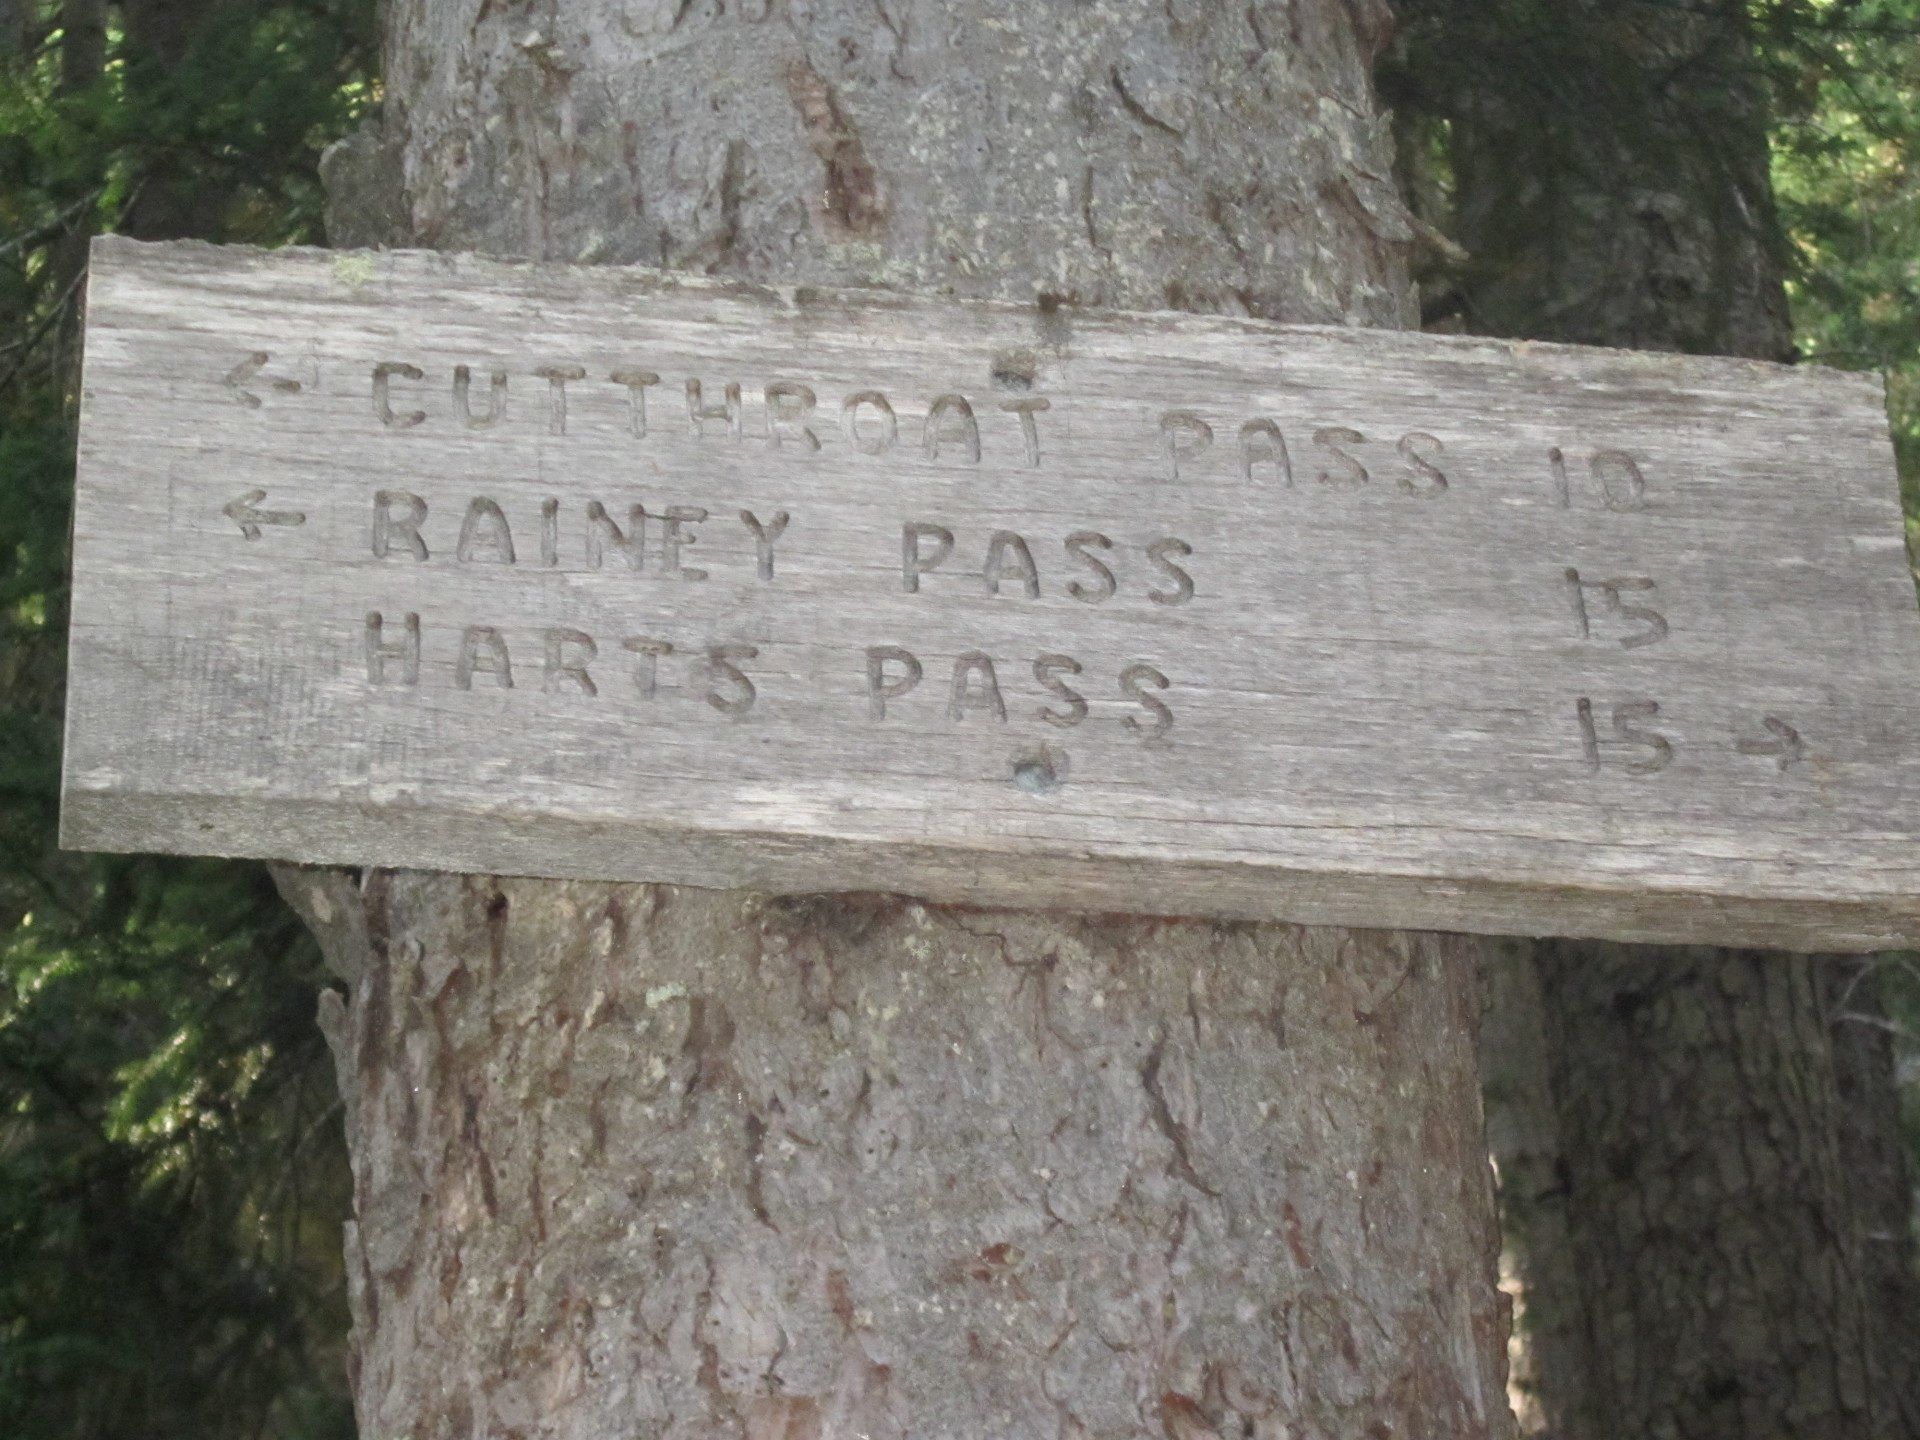 ← CUTTHROAT PASS 10
← RAINEY PASS 15
HARTS PASS 15 →